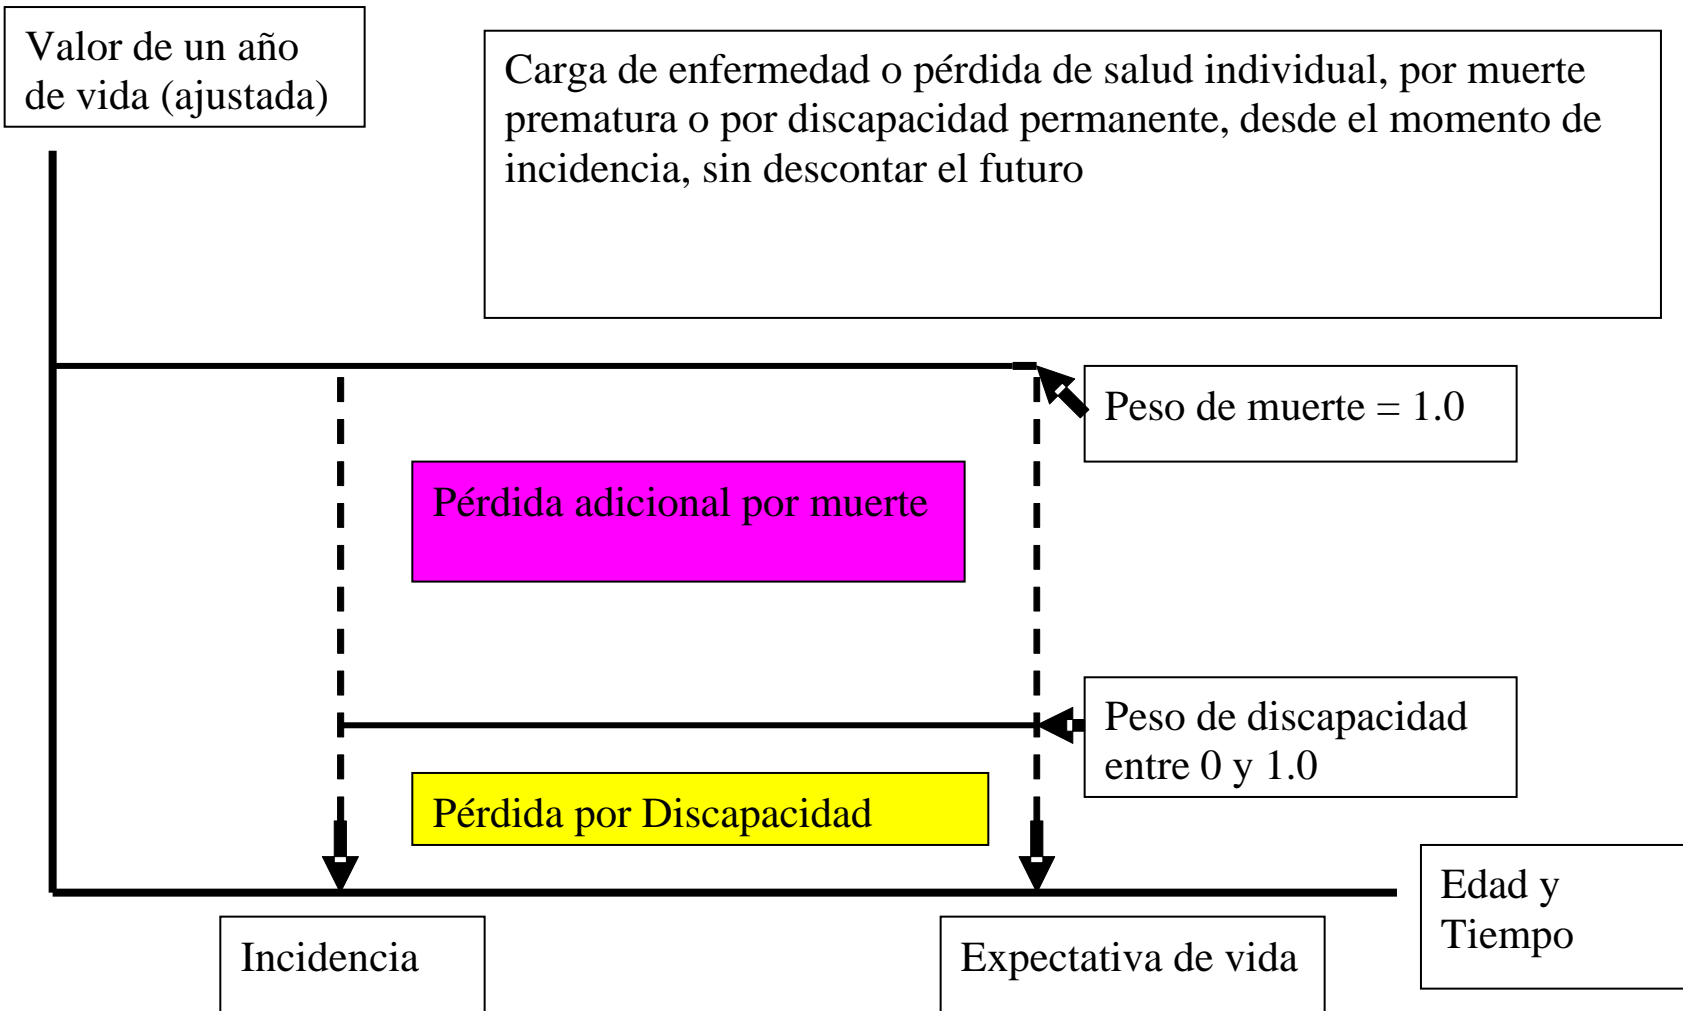 Valor de un año
de vida (ajustada)
Carga de enfermedad o pérdida de salud individual, por muerte
prematura o por discapacidad permanente, desde el momento de
incidencia, sin descontar el futuro
Peso de muerte = 1.0
Pérdida adicional por muerte
Peso de discapacidad
entre 0 y 1.0
Pérdida por Discapacidad
Edad y
Tiempo
Incidencia
Expectativa de vida